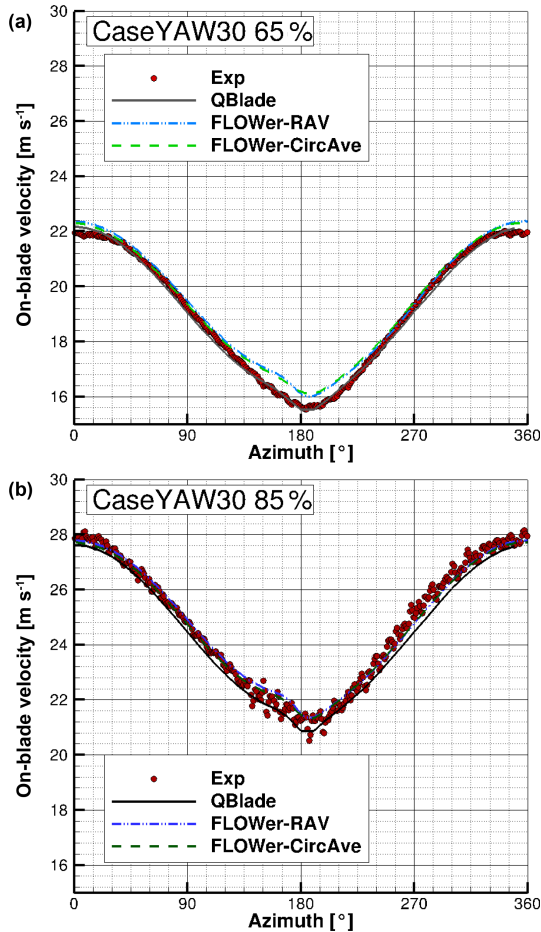 (a)
CaseYAW30 65%
Exp
QBlade
FLOWer-RAV
FLOWer-CircAve
On-blade velocity [m s⁻¹]
30
28
26
24
22
20
18
16
0 90 180 270 360
Azimuth [°]
(b)
CaseYAW30 85%
On-blade velocity [m s⁻¹]
30
28
26
24
22
20
18
16
Exp
QBlade
FLOWer-RAV
FLOWer-CircAve
0 90 180 270 360
Azimuth [°]